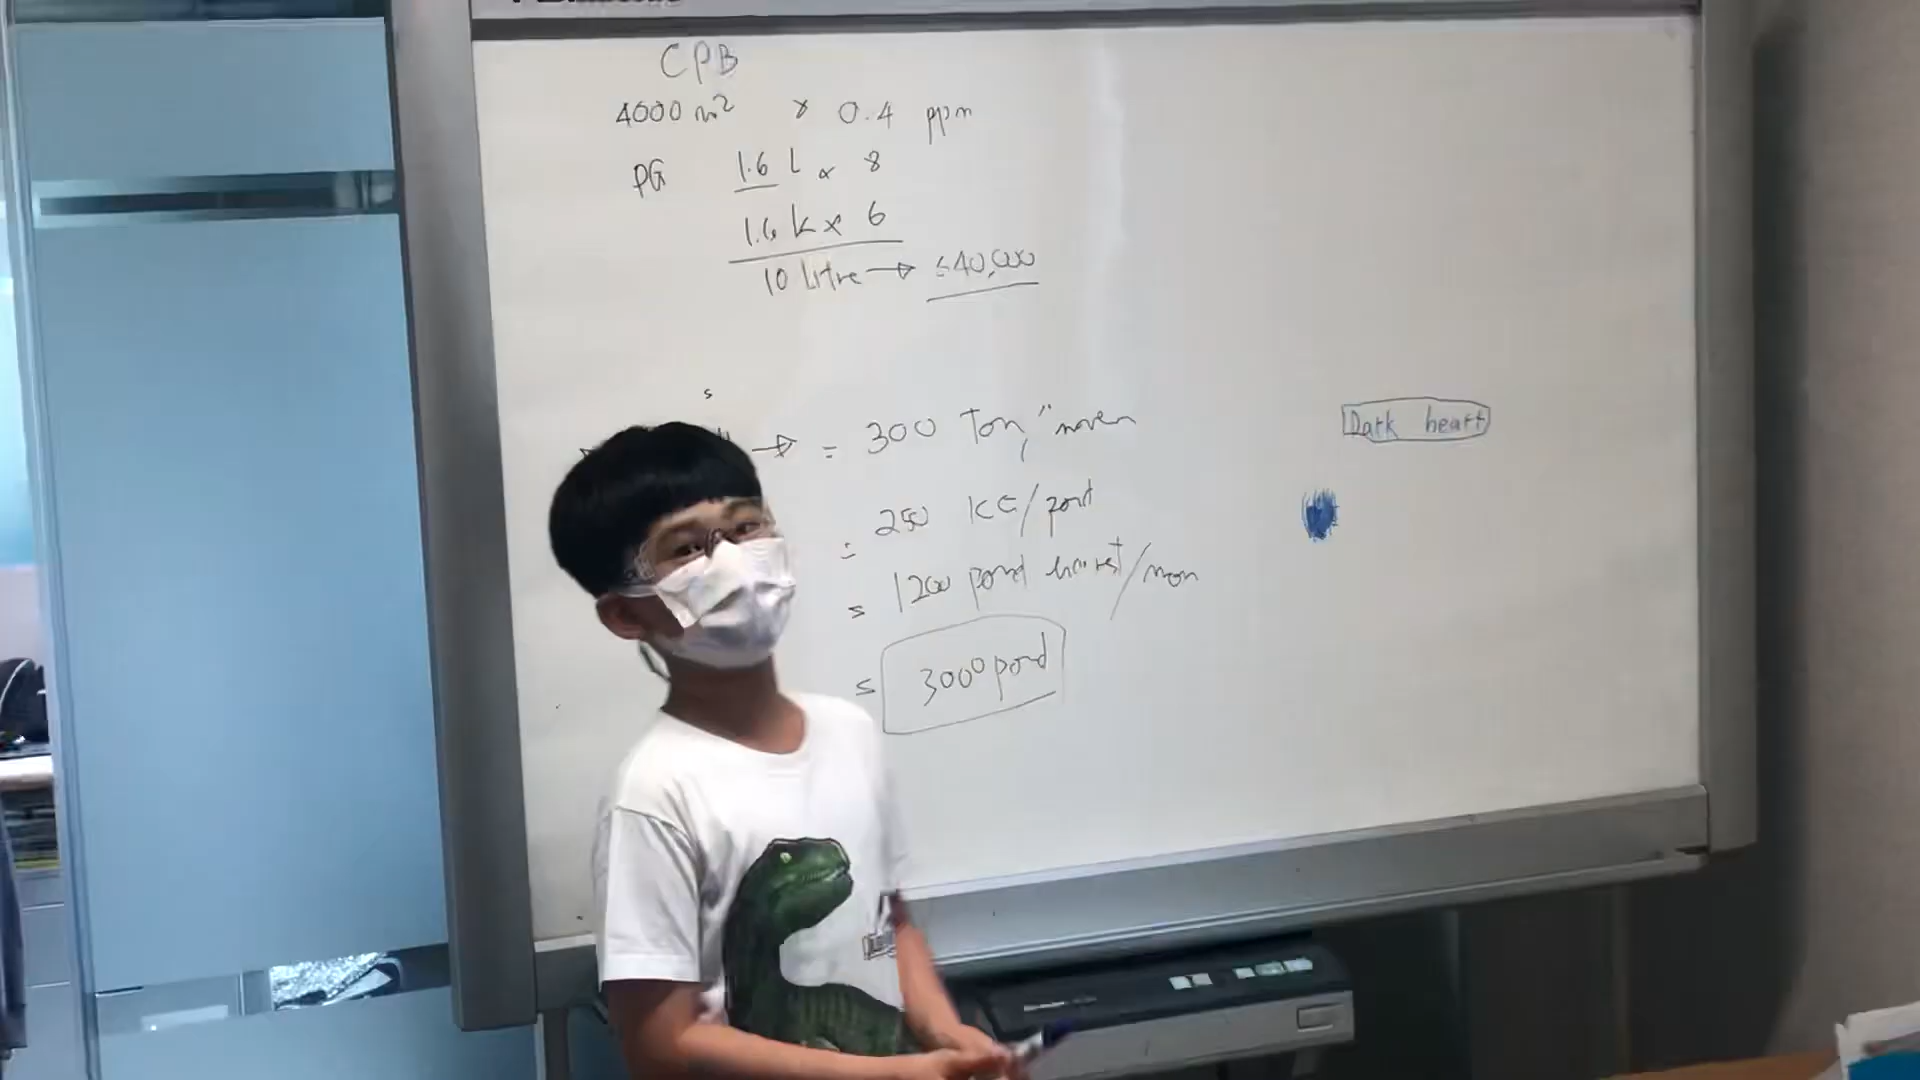 CPB
4000 m² x 0.4 ppm
PG 1.6 L x 8
1.6 k x 6
10 Litre → 640,000
s
→ = 300 Ton,
Dark heart
= 250 KG/pond
= 1200 pond harvest/mon
= 3000 pond